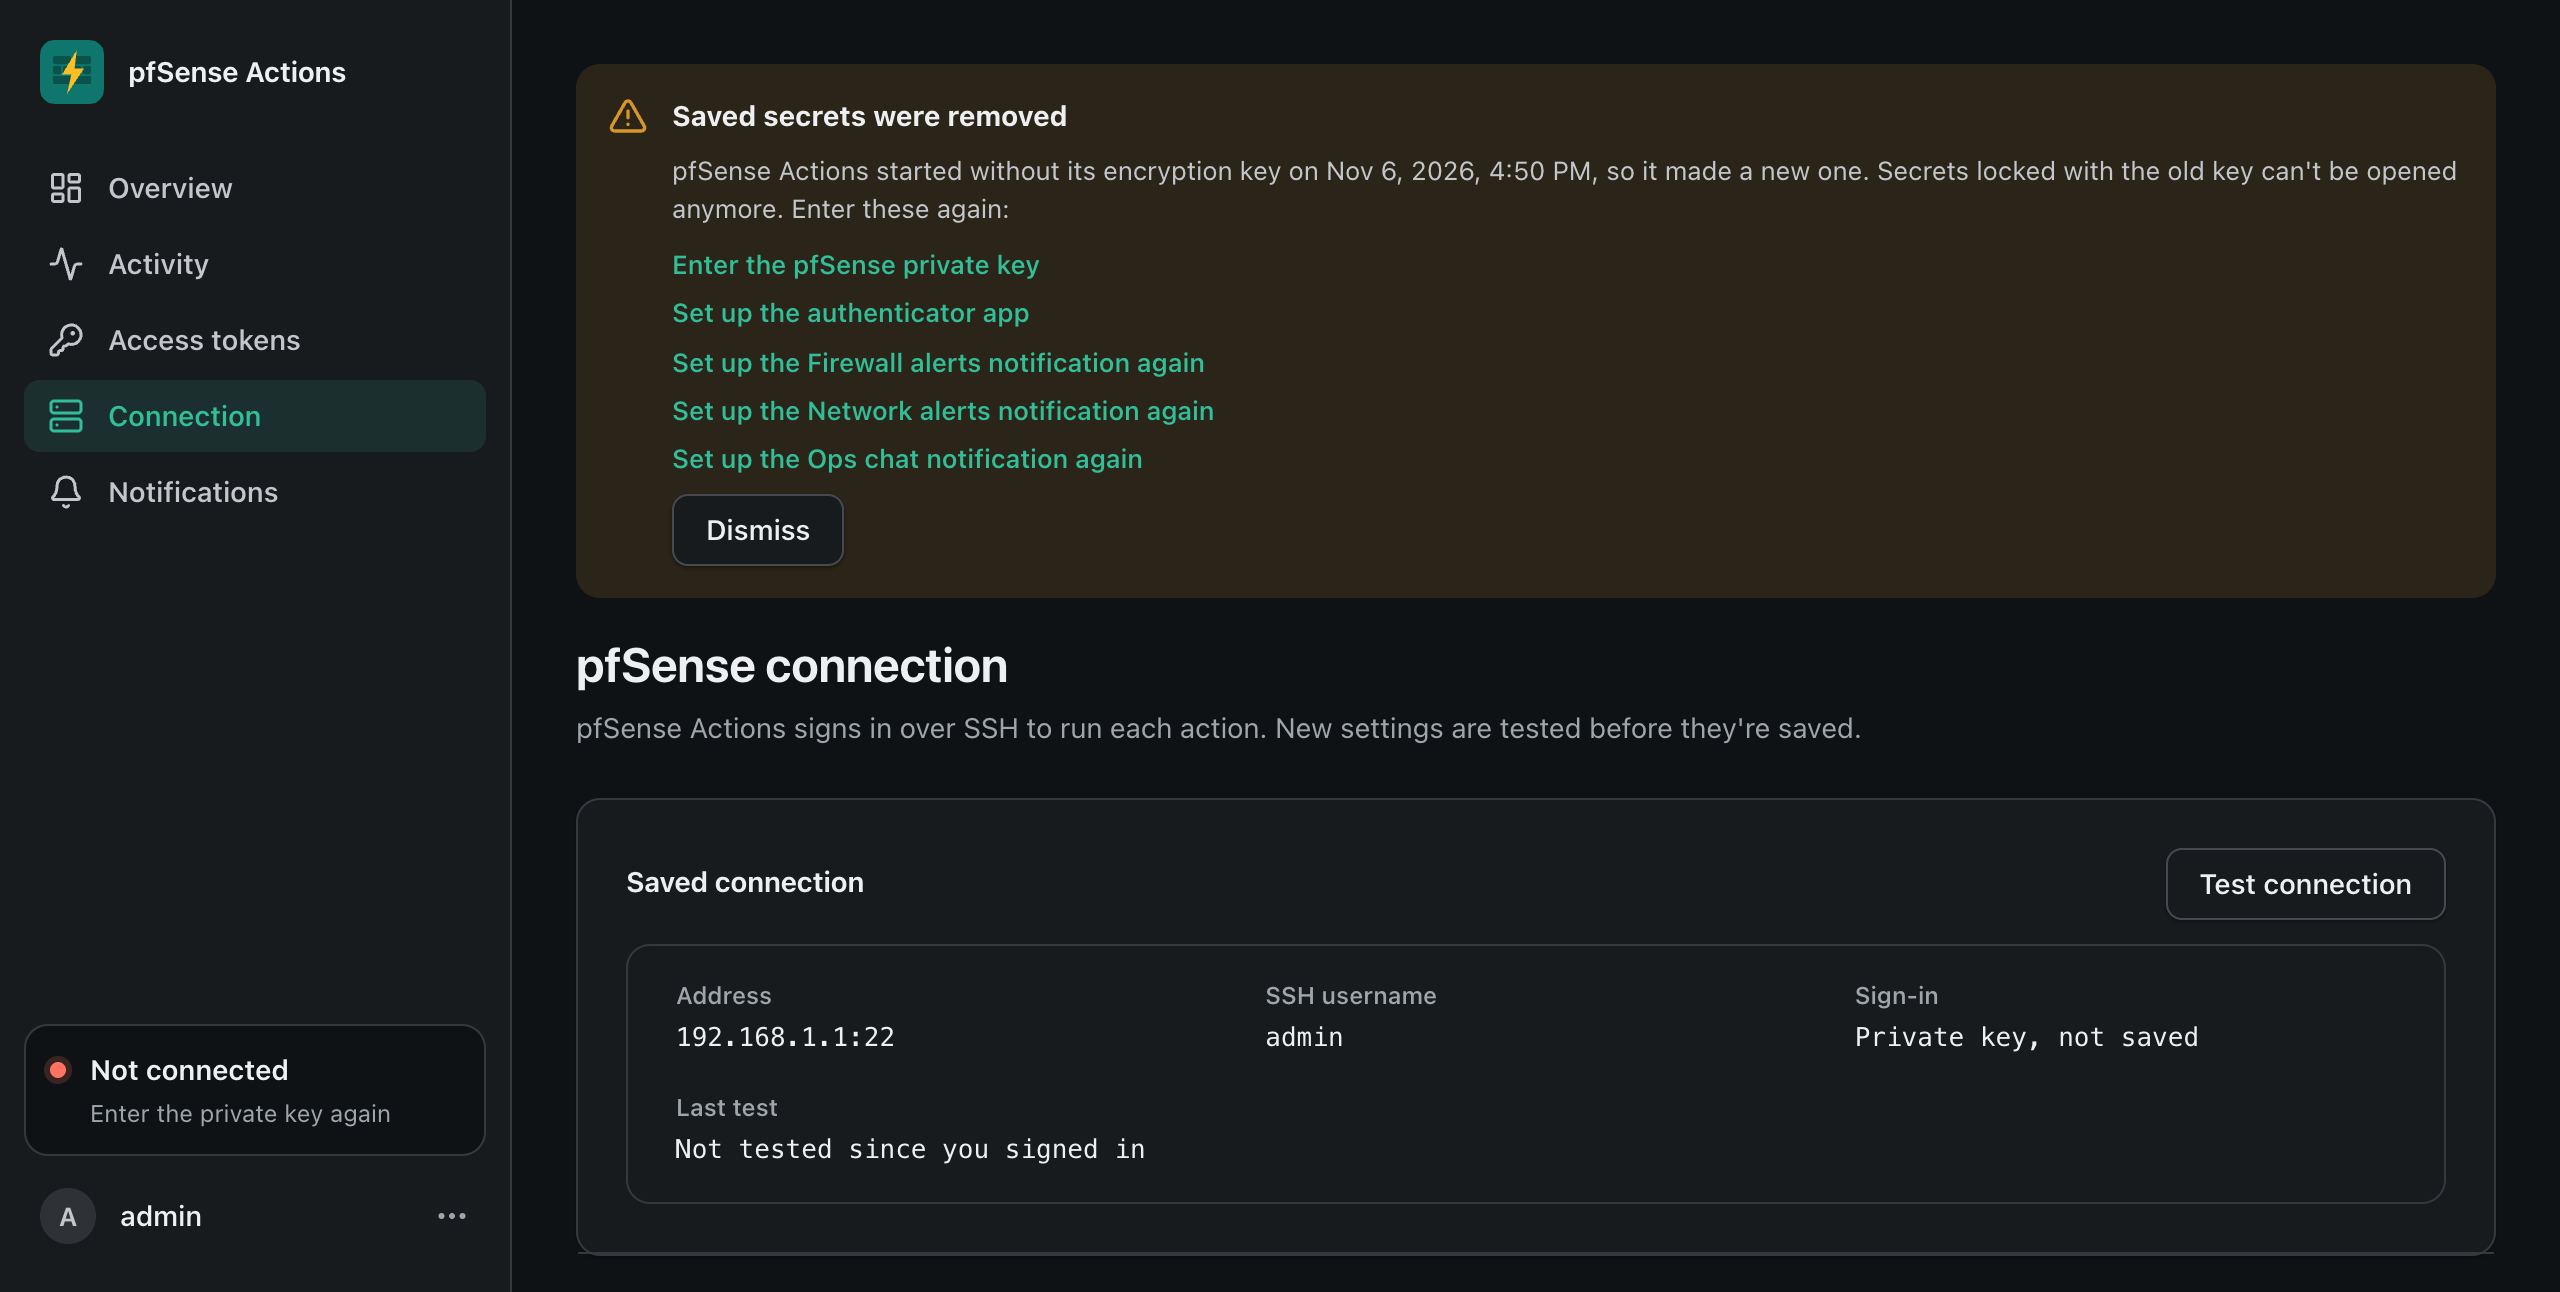 pfSense Actions
Overview
Activity
Access tokens
Connection
Notifications
Not connected
Enter the private key again
A
admin
Saved secrets were removed
pfSense Actions started without its encryption key on Nov 6, 2026, 4:50 PM, so it made a new one. Secrets locked with the old key can't be opened
anymore. Enter these again:
Enter the pfSense private key
Set up the authenticator app
Set up the Firewall alerts notification again
Set up the Network alerts notification again
Set up the Ops chat notification again
Dismiss
pfSense connection
pfSense Actions signs in over SSH to run each action. New settings are tested before they're saved.
Saved connection
Test connection
Address
192.168.1.1:22
SSH username
admin
Sign-in
Private key, not saved
Last test
Not tested since you signed in